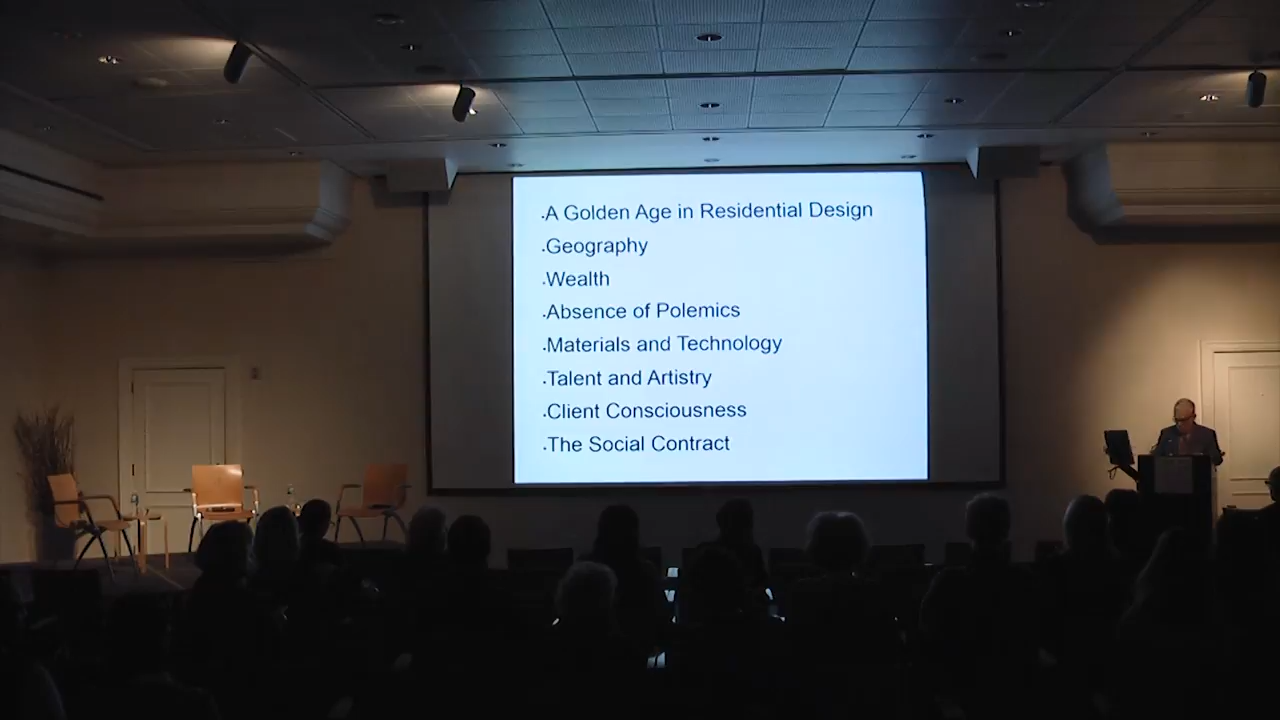 ·A Golden Age in Residential Design
·Geography
·Wealth
·Absence of Polemics
·Materials and Technology
·Talent and Artistry
·Client Consciousness
·The Social Contract